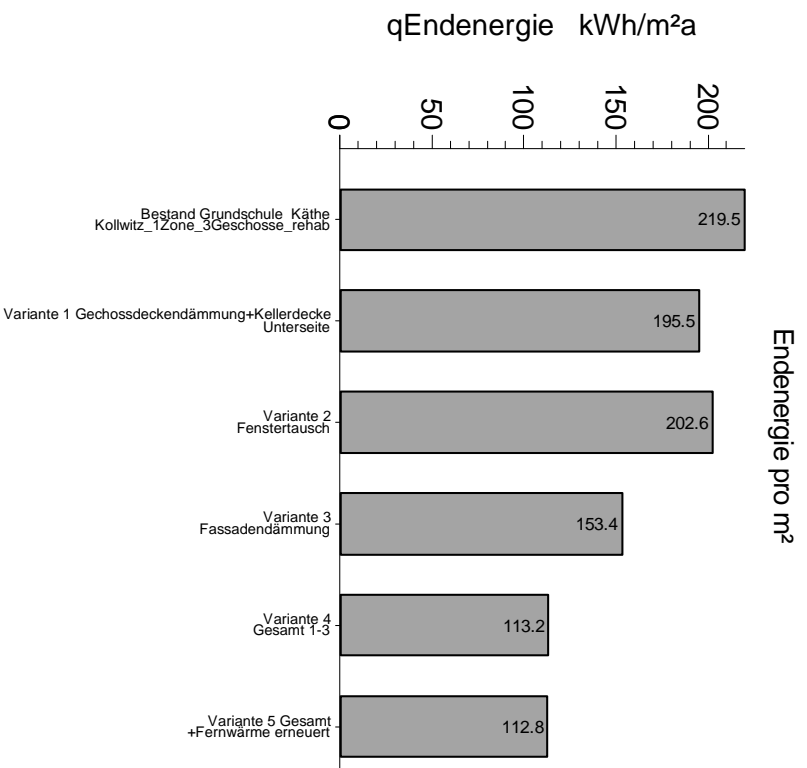 qEndenergie kWh/m²a
0
50
100
150
200
Endenergie pro m²
Bestand Grundschule Käthe
Kollwitz_1Zone_3Geschosse_rehab
219.5
Variante 1 Gechossdeckendämmung+Kellerdecke
Unterseite
195.5
Variante 2
Fenstertausch
202.6
Variante 3
Fassadendämmung
153.4
Variante 4
Gesamt 1-3
113.2
Variante 5 Gesamt
+Fernwärme erneuert
112.8